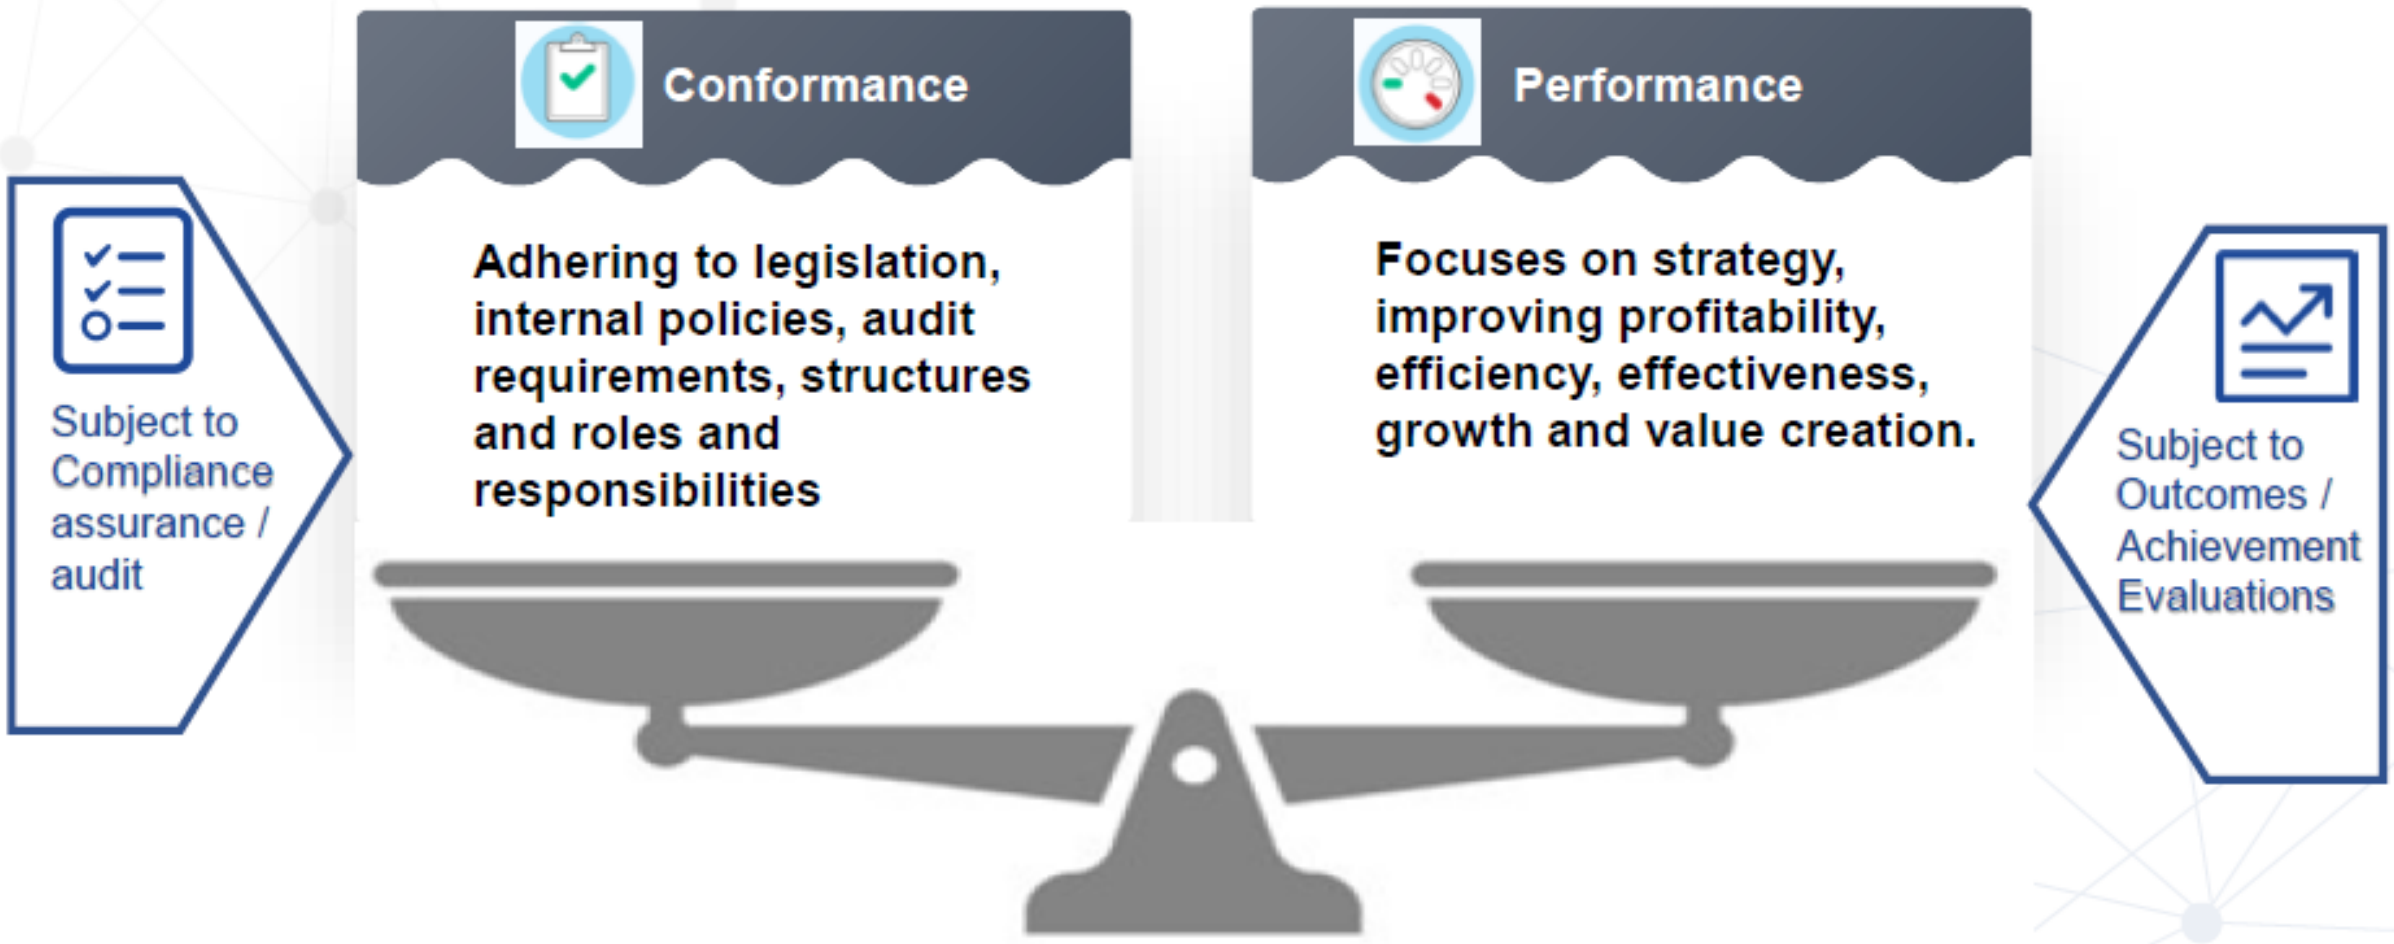 Conformance
Adhering to legislation,
internal policies, audit
requirements, structures
and roles and
responsibilities
Performance
Focuses on strategy,
improving profitability,
efficiency, effectiveness,
growth and value creation.
Subject to
Compliance
assurance /
audit
Subject to
Outcomes /
Achievement
Evaluations